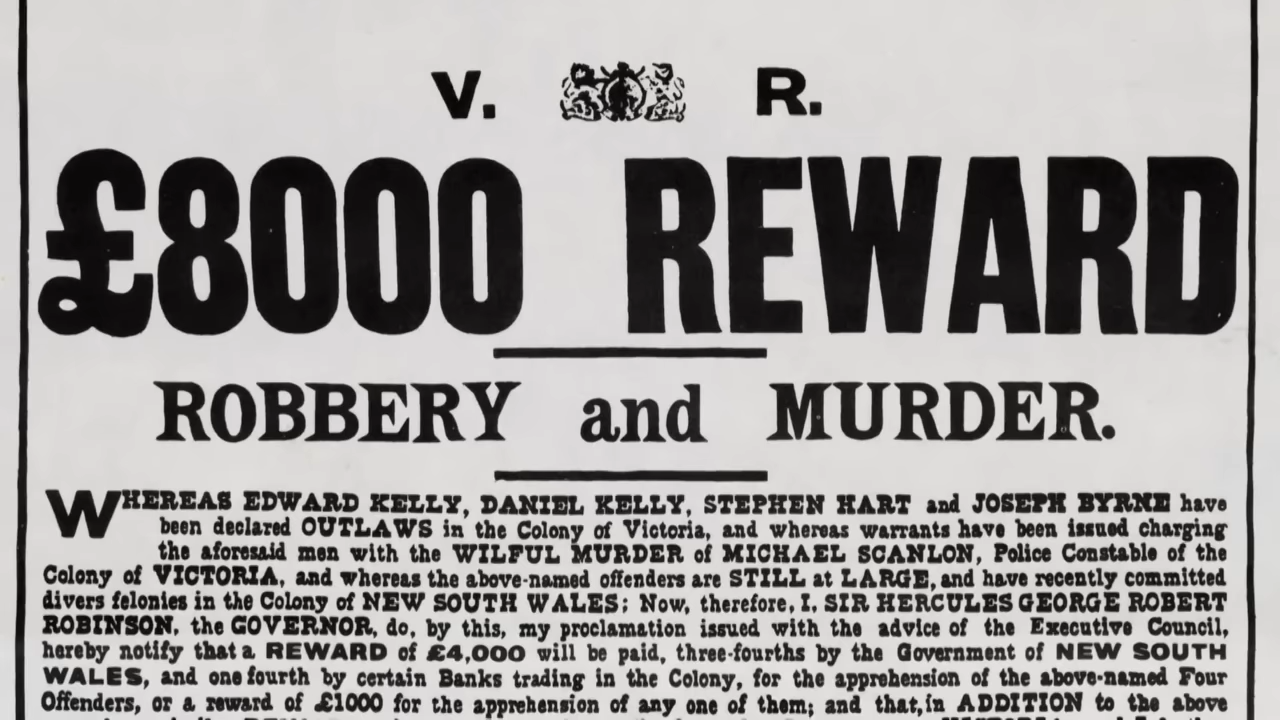 V. R.
£8000 REWARD
ROBBERY and MURDER.
WHEREAS EDWARD KELLY, DANIEL KELLY, STEPHEN HART and JOSEPH BYRNE have
been declared OUTLAWS in the Colony of Victoria, and whereas warrants have been issued charging
the aforesaid men with the WILFUL MURDER of MICHAEL SCANLON, Police Constable of the
Colony of VICTORIA, and whereas the above-named offenders are STILL at LARGE, and have recently committed
divers felonies in the Colony of NEW SOUTH WALES; Now, therefore, I, SIR HERCULES GEORGE ROBERT
ROBINSON, the GOVERNOR, do, by this, my proclamation issued with the advice of the Executive Council,
hereby notify that a REWARD of £4,000 will be paid, three-fourths by the Government of NEW SOUTH
WALES, and one fourth by certain Banks trading in the Colony, for the apprehension of the above-named Four
Offenders, or a reward of £1000 for the apprehension of any one of them; and that, in ADDITION to the above